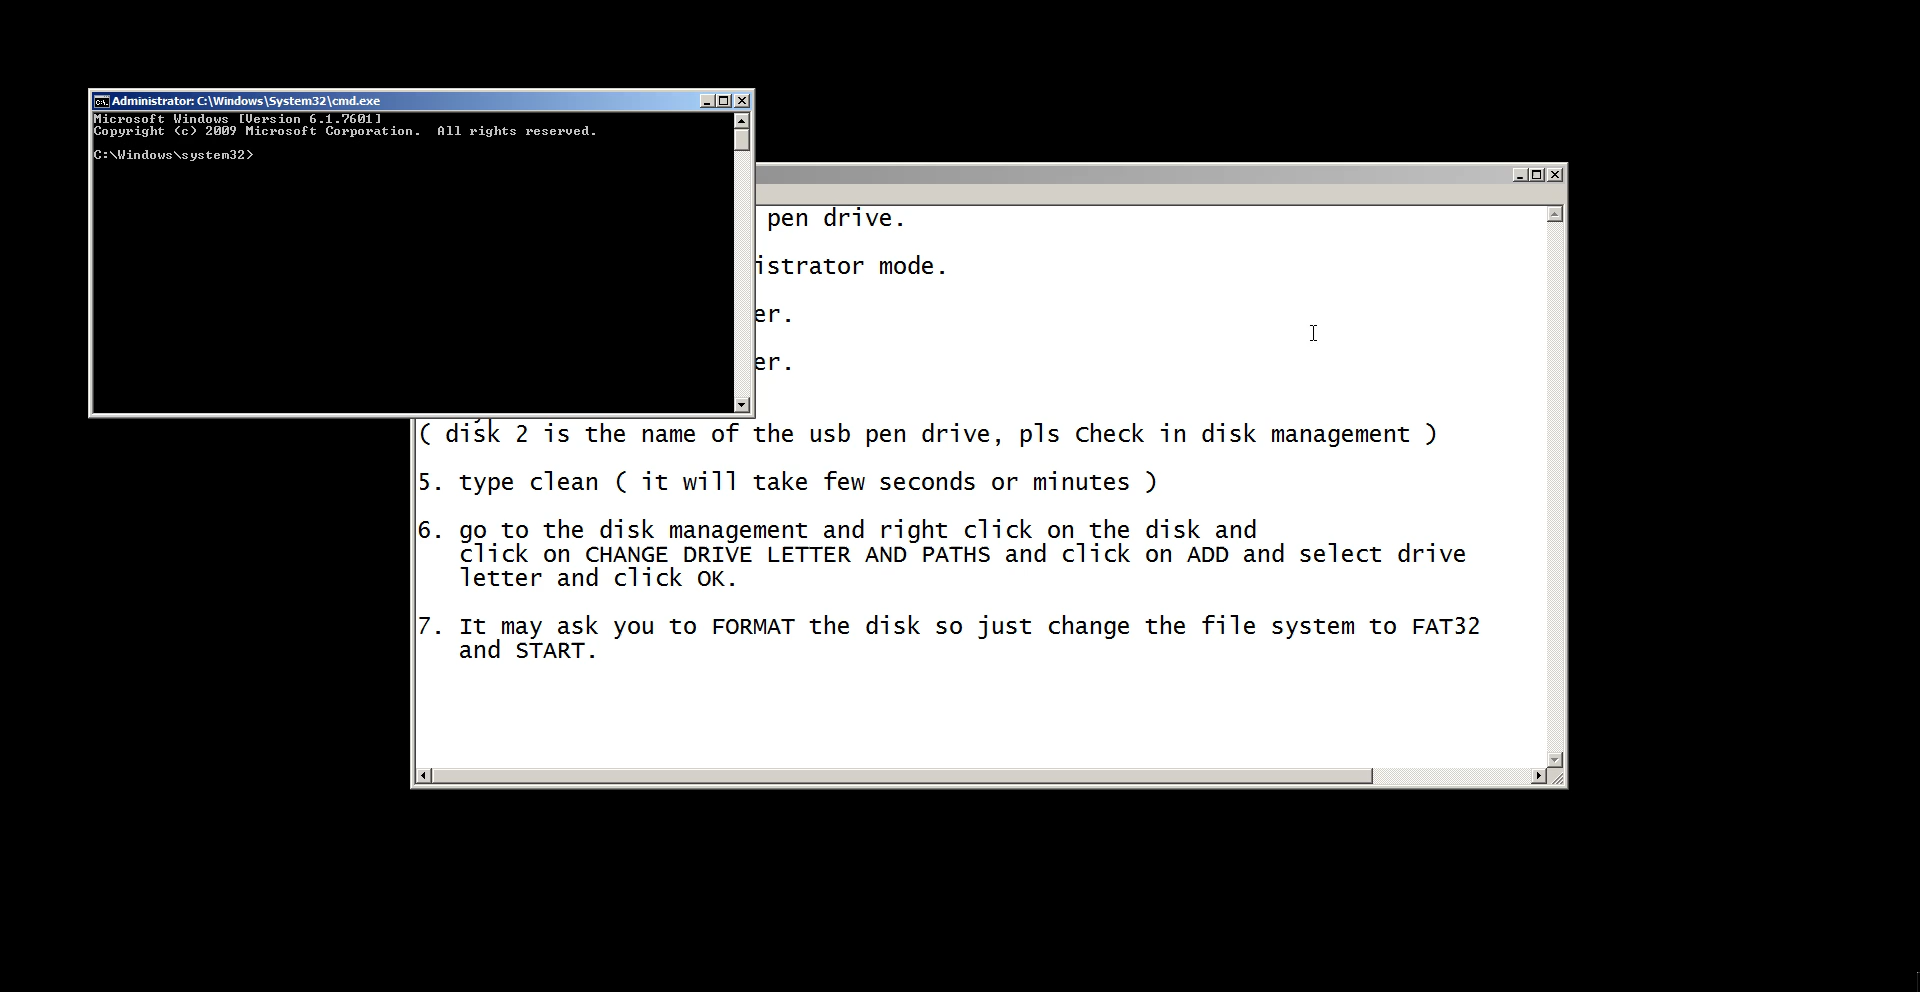 Administrator: C:\Windows\System32\cmd.exe
Microsoft Windows [Version 6.1.7601]
Copyright (c) 2009 Microsoft Corporation.  All rights reserved.
C:\Windows\system32>
pen drive.
istrator mode.
er.
er.
( disk 2 is the name of the usb pen drive, pls Check in disk management )
5. type clean ( it will take few seconds or minutes )
6. go to the disk management and right click on the disk and
click on CHANGE DRIVE LETTER AND PATHS and click on ADD and select drive
letter and click OK.
7. It may ask you to FORMAT the disk so just change the file system to FAT32
and START.